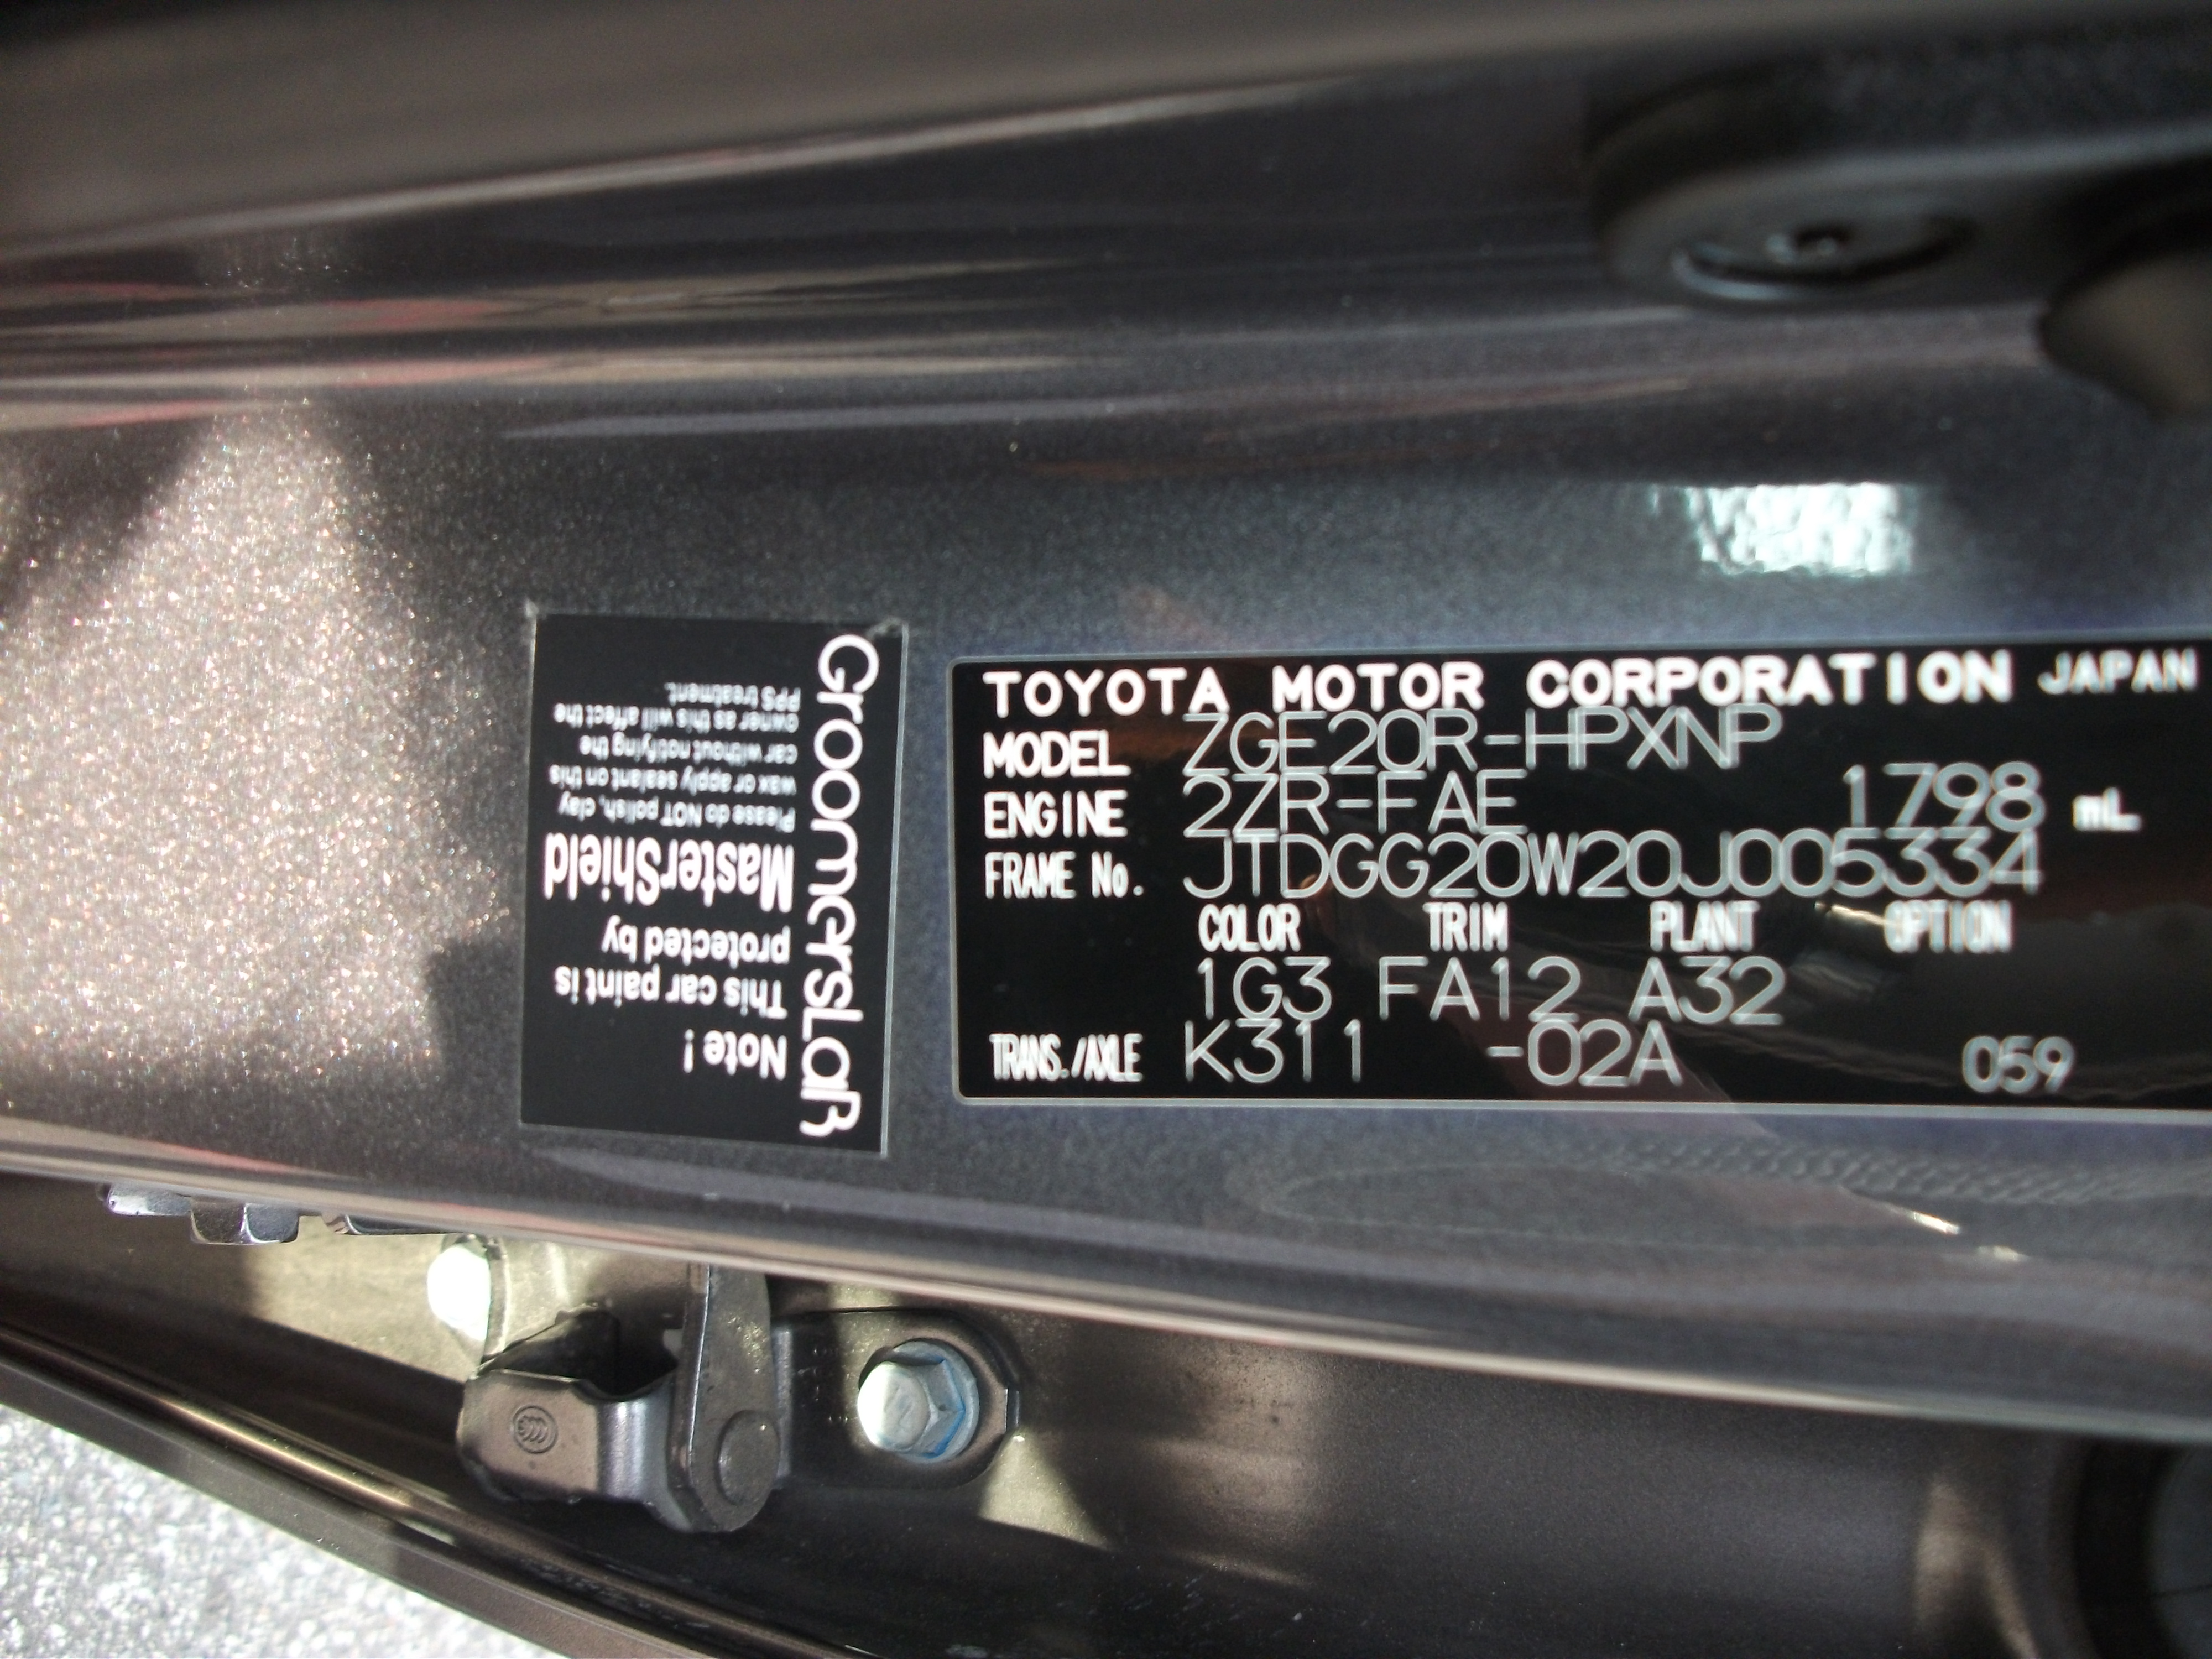 TOYOTA MOTOR CORPORATION JAPAN
MODEL ZGE20R-HPXNP
ENGINE 2ZR-FAE 1798 mL
FRAME No. JTDGG20W20J005334
COLOR TRIM PLANT OPTION
1G3 FA12 A32
TRANS./AXLE K311 -02A 059
GroomersLaB
Note!
This car paint is
protected by
MasterShield
Please do NOT polish, clay
wax or apply sealant on this
car without notifying the
owner as this will affect the
PPS treatment.